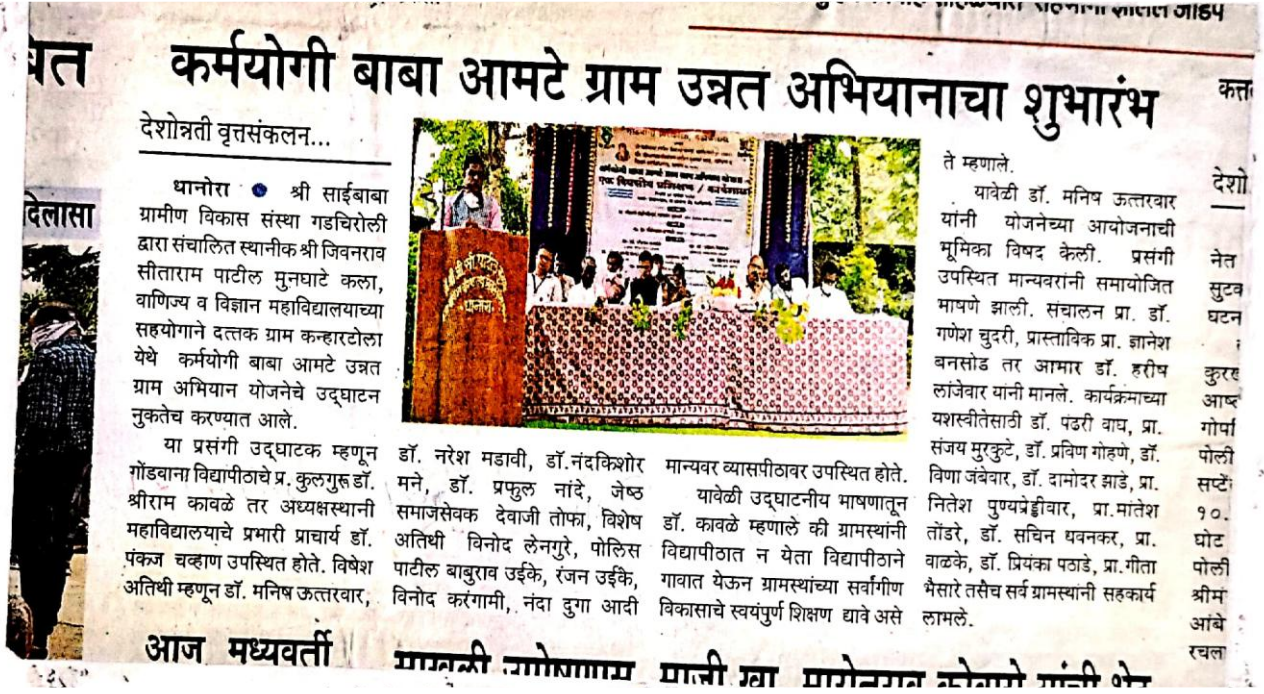 कर्मयोगी बाबा आमटे ग्राम उन्नत अभियानाचा शुभारंभ
देशोन्नती वृत्तसंकलन...
धानोरा ● श्री साईबाबा
ग्रामीण विकास संस्था गडचिरोली
द्वारा संचालित स्थानीक श्री जिवनराव
सीताराम पाटील मुनघाटे कला,
वाणिज्य व विज्ञान महाविद्यालयाच्या
सहयोगाने दत्तक ग्राम कन्हारटोला
येथे कर्मयोगी बाबा आमटे उन्नत
ग्राम अभियान योजनेचे उद्घाटन
नुकतेच करण्यात आले.
या प्रसंगी उद्घाटक म्हणून
गोंडवाना विद्यापीठाचे प्र. कुलगुरू डॉ.
श्रीराम कावळे तर अध्यक्षस्थानी
महाविद्यालयाचे प्रभारी प्राचार्य डॉ.
पंकज चव्हाण उपस्थित होते. विषेश
अतिथी म्हणून डॉ. मनिष ऊत्तरवार,
डॉ. नरेश मडावी, डॉ.नंदकिशोर
मने, डॉ. प्रफुल नांदे, जेष्ठ
समाजसेवक देवाजी तोफा, विशेष
अतिथी विनोद लेनगुरे, पोलिस
पाटील बाबुराव उईके, रंजन उईके,
विनोद करंगामी, नंदा दुगा आदी
मान्यवर व्यासपीठावर उपस्थित होते.
यावेळी उद्घाटनीय भाषणातून
डॉ. कावळे म्हणाले की ग्रामस्थांनी
विद्यापीठात न येता विद्यापीठाने
गावात येऊन ग्रामस्थांच्या सर्वांगीण
विकासाचे स्वयंपुर्ण शिक्षण द्यावे असे
ते म्हणाले.
यावेळी डॉ. मनिष ऊत्तरवार
यांनी योजनेच्या आयोजनाची
भूमिका विषद केली. प्रसंगी
उपस्थित मान्यवरांनी समायोजित
भाषणे झाली. संचालन प्रा. डॉ.
गणेश चुदरी, प्रास्ताविक प्रा. ज्ञानेश
बनसोड तर आभार डॉ. हरीष
लांजेवार यांनी मानले. कार्यक्रमाच्या
यशस्वीतेसाठी डॉ. पंढरी वाघ, प्रा.
संजय मुरकुटे, डॉ. प्रविण गोहणे, डॉ.
विणा जंबेवार, डॉ. दामोदर झाडे, प्रा.
नितेश पुण्यप्रेड्डीवार, प्रा.मांतेश
तोंडरे, डॉ. सचिन धवनकर, प्रा.
वाळके, डॉ. प्रियंका पठाडे, प्रा.गीता
भैसारे तसेच सर्व ग्रामस्थांनी सहकार्य
लाभले.
दिलासा
आज मध्यवर्ती